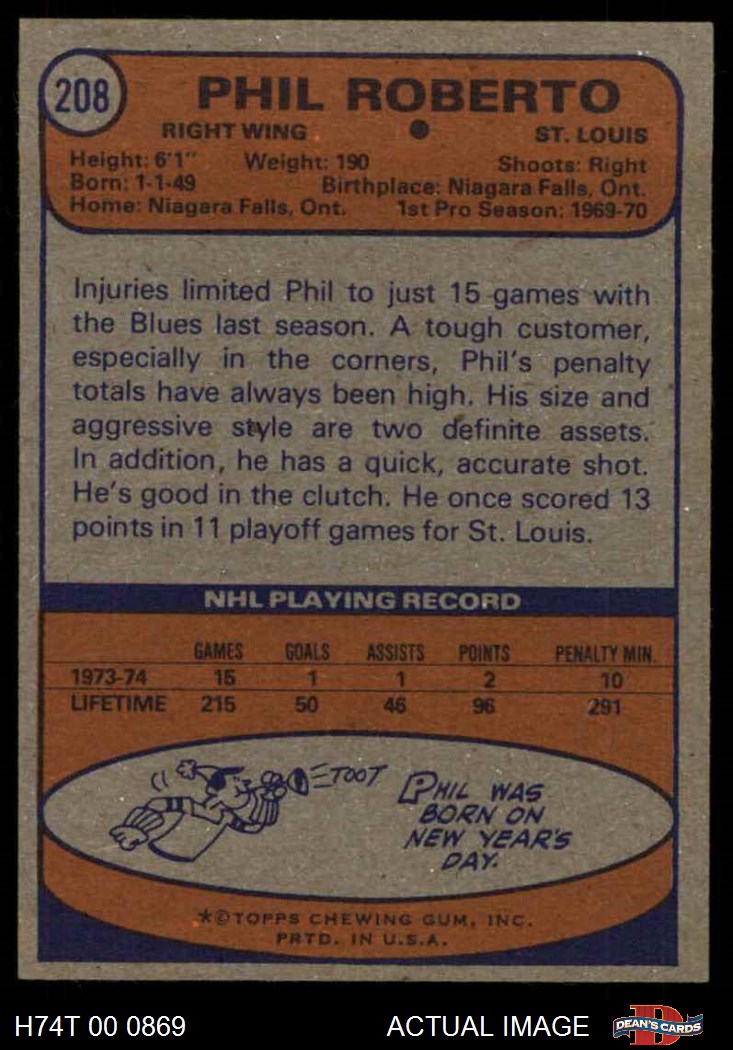 208
PHIL ROBERTO
RIGHT WING ● ST. LOUIS
Height: 6'1" Weight: 190 Shoots: Right
Born: 1-1-49 Birthplace: Niagara Falls, Ont.
Home: Niagara Falls, Ont. 1st Pro Season: 1969-70
Injuries limited Phil to just 15 games with
the Blues last season. A tough customer,
especially in the corners, Phil's penalty
totals have always been high. His size and
aggressive style are two definite assets.
In addition, he has a quick, accurate shot.
He's good in the clutch. He once scored 13
points in 11 playoff games for St. Louis.
NHL PLAYING RECORD
GAMES GOALS ASSISTS POINTS PENALTY MIN.
1973-74 15 1 1 2 10
LIFETIME 215 50 46 96 291
TOOT
PHIL WAS
BORN ON
NEW YEAR'S
DAY.
*©TOPPS CHEWING GUM, INC.
PRTD. IN U.S.A.
H74T 00 0869 ACTUAL IMAGE D DEAN'S CARDS